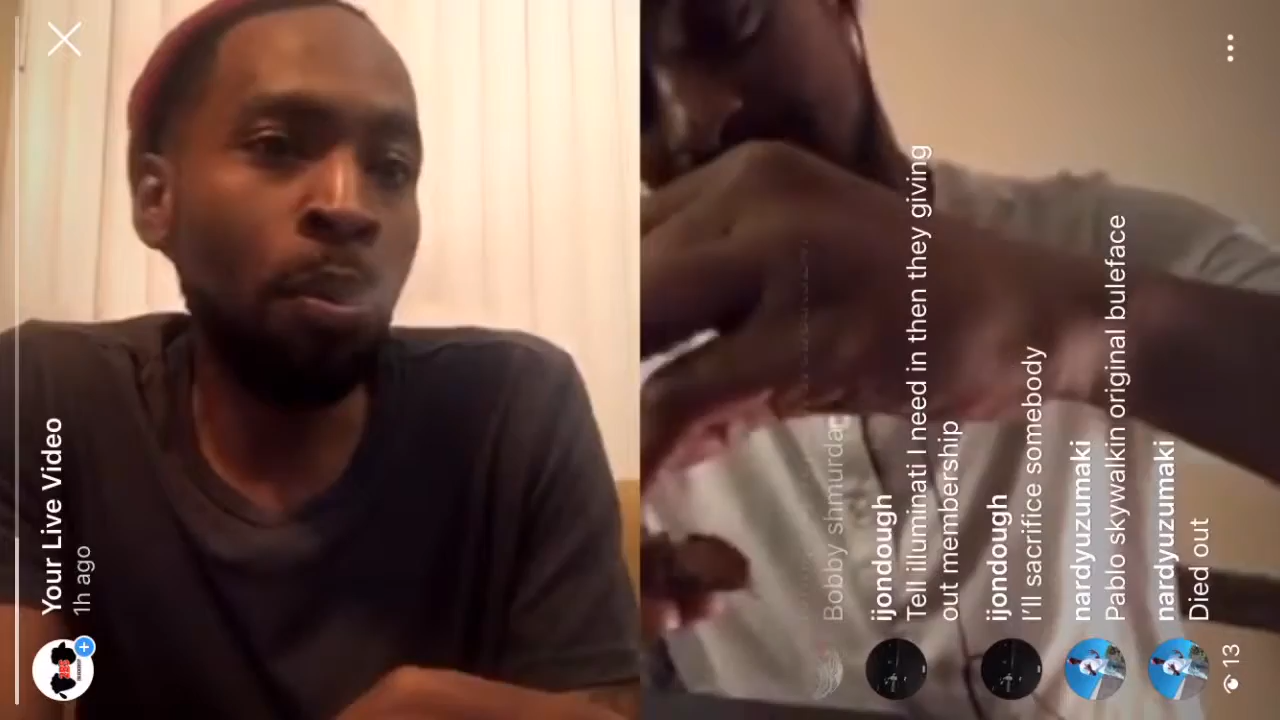 Your Live Video
1h ago
Bobby shmurda
ijondough
Tell illuminati I need in then they giving
out membership
ijondough
I'll sacrifice somebody
nardyuzumaki
Pablo skywalkin original buleface
nardyuzumaki
Died out
13